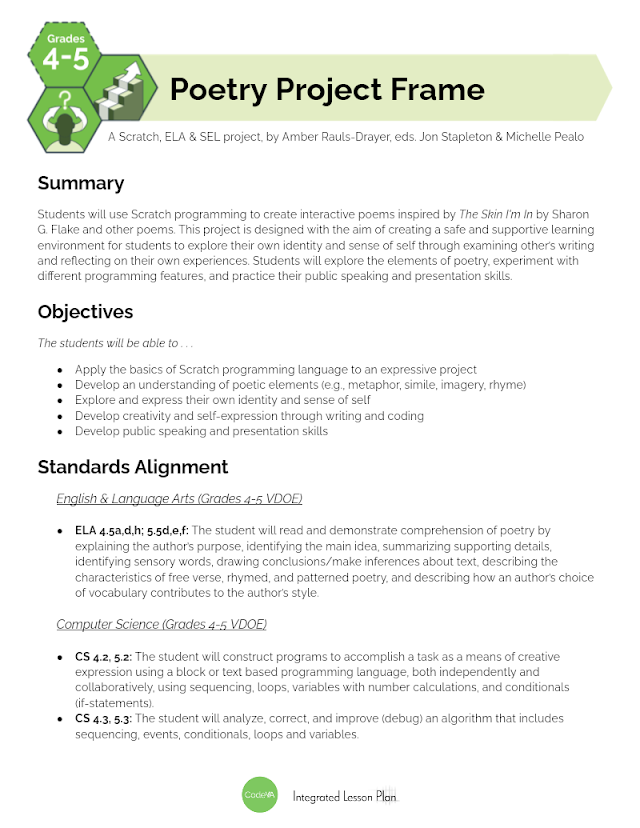 Grades
4-5
?
Poetry Project Frame
A Scratch, ELA & SEL project, by Amber Rauls-Drayer, eds. Jon Stapleton & Michelle Pealo
Summary
Students will use Scratch programming to create interactive poems inspired by The Skin I'm In by Sharon
G. Flake and other poems. This project is designed with the aim of creating a safe and supportive learning
environment for students to explore their own identity and sense of self through examining other's writing
and reflecting on their own experiences. Students will explore the elements of poetry, experiment with
different programming features, and practice their public speaking and presentation skills.
Objectives
The students will be able to . . .
● Apply the basics of Scratch programming language to an expressive project
● Develop an understanding of poetic elements (e.g., metaphor, simile, imagery, rhyme)
● Explore and express their own identity and sense of self
● Develop creativity and self-expression through writing and coding
● Develop public speaking and presentation skills
Standards Alignment
English & Language Arts (Grades 4-5 VDOE)
● ELA 4.5a,d,h; 5.5d,e,f: The student will read and demonstrate comprehension of poetry by
explaining the author's purpose, identifying the main idea, summarizing supporting details,
identifying sensory words, drawing conclusions/make inferences about text, describing the
characteristics of free verse, rhymed, and patterned poetry, and describing how an author's choice
of vocabulary contributes to the author's style.
Computer Science (Grades 4-5 VDOE)
● CS 4.2, 5.2: The student will construct programs to accomplish a task as a means of creative
expression using a block or text based programming language, both independently and
collaboratively, using sequencing, loops, variables with number calculations, and conditionals
(if-statements).
● CS 4.3, 5.3: The student will analyze, correct, and improve (debug) an algorithm that includes
sequencing, events, conditionals, loops and variables.
CodeVA Integrated Lesson Plan